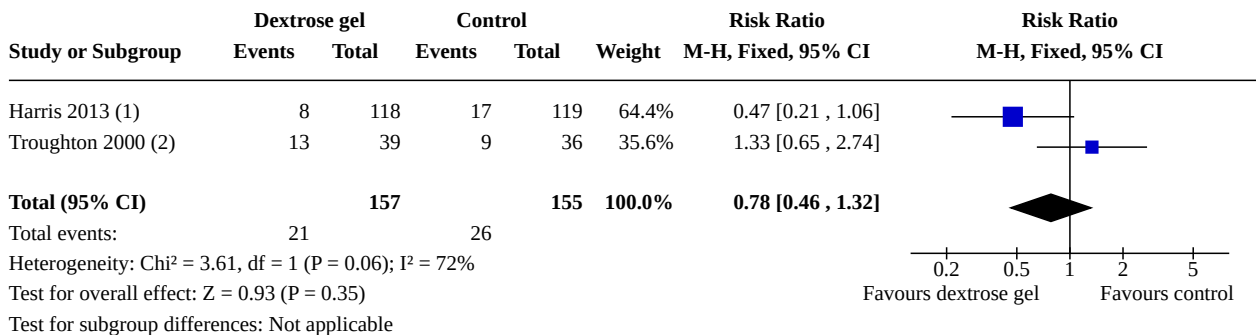 Dextrose gel Control Risk Ratio Risk Ratio
Study or Subgroup Events Total Events Total Weight M-H, Fixed, 95% CI M-H, Fixed, 95% CI
Harris 2013 (1) 8 118 17 119 64.4% 0.47 [0.21 , 1.06]
Troughton 2000 (2) 13 39 9 36 35.6% 1.33 [0.65 , 2.74]
Total (95% CI) 157 155 100.0% 0.78 [0.46 , 1.32]
Total events: 21 26
Heterogeneity: Chi² = 3.61, df = 1 (P = 0.06); I² = 72%
0.2 0.5 1 2 5
Test for overall effect: Z = 0.93 (P = 0.35)
Favours dextrose gel Favours control
Test for subgroup differences: Not applicable